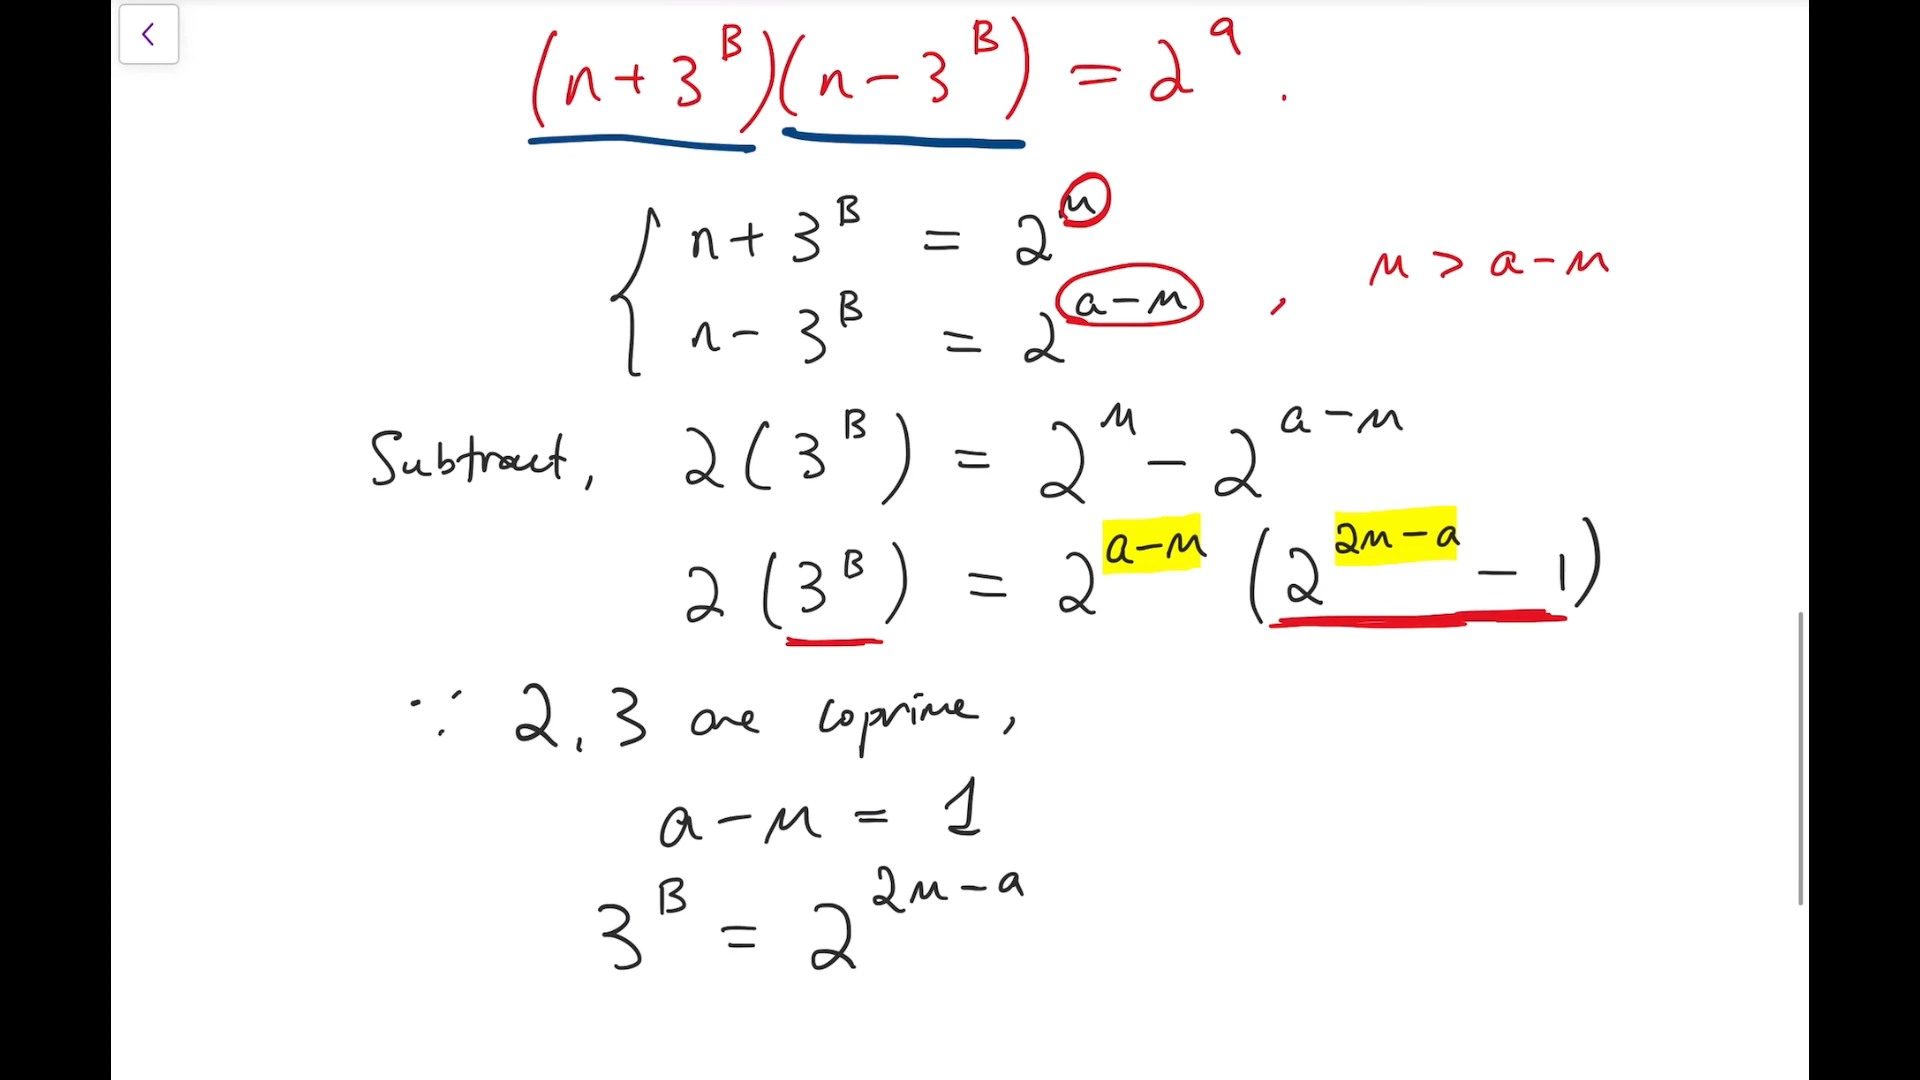 (n+3^B)(n-3^B) = 2^a.
n+3^B = 2^M
n-3^B = 2^{a-M}, M > a-M
Subtract, 2(3^B) = 2^M - 2^{a-M}
2(3^B) = 2^{a-M} (2^{2M-a} - 1)
∵ 2, 3 are coprime,
a-M = 1
3^B = 2^{2M-a}